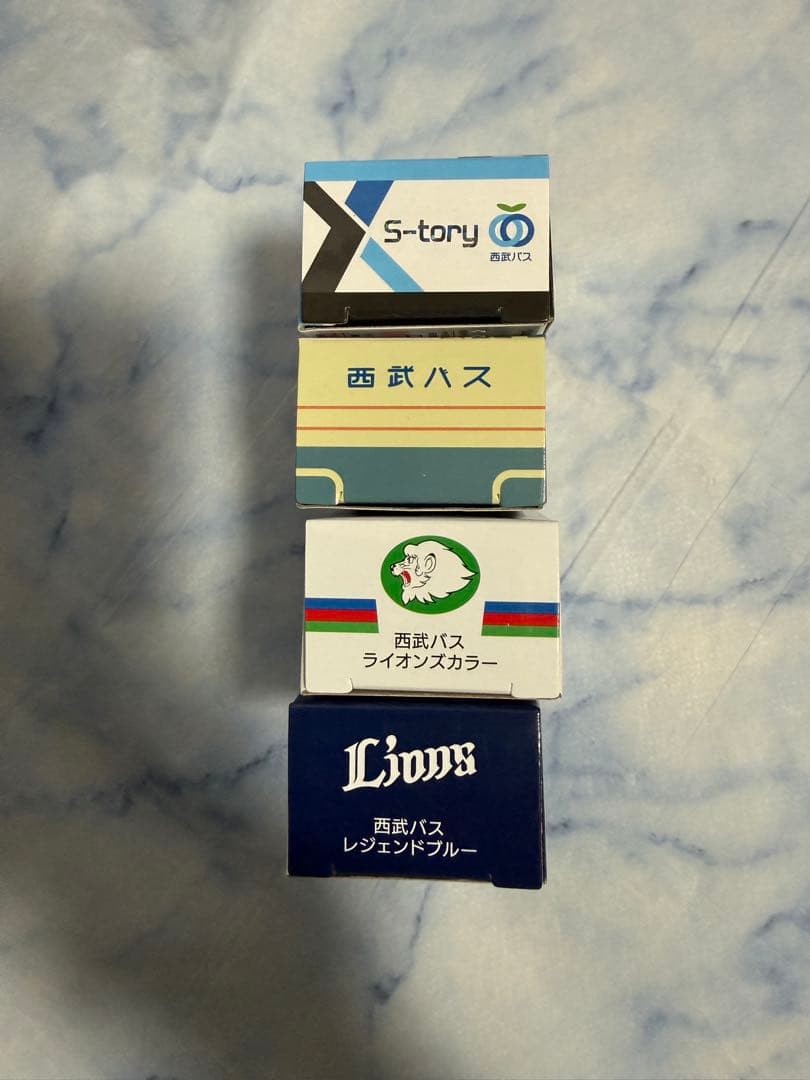 S-tory
西武バス
西武バス
西武バス
ライオンズカラー
Lions
西武バス
レジェンドブルー